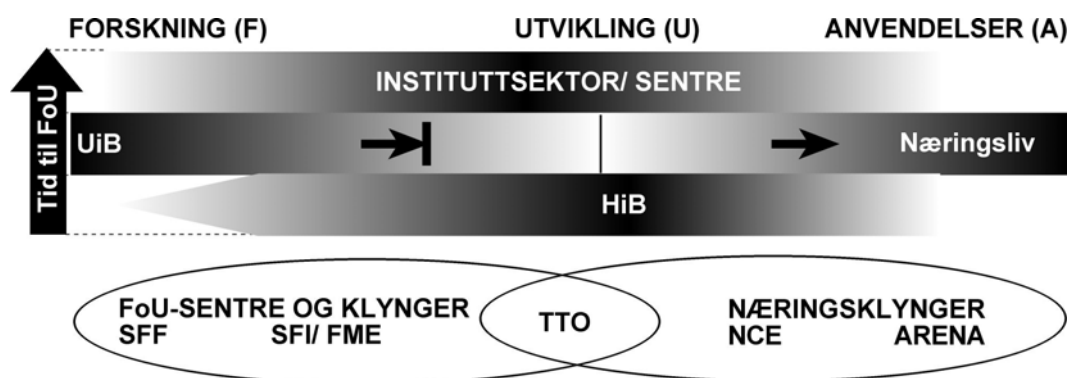 FORSKNING (F) UTVIKLING (U) ANVENDELSER (A)
Tid til FoU
INSTITUTTSEKTOR/ SENTRE
UiB Næringsliv
HiB
FoU-SENTRE OG KLYNGER NÆRINGSKLYNGER
TTO
SFF SFI/ FME NCE ARENA